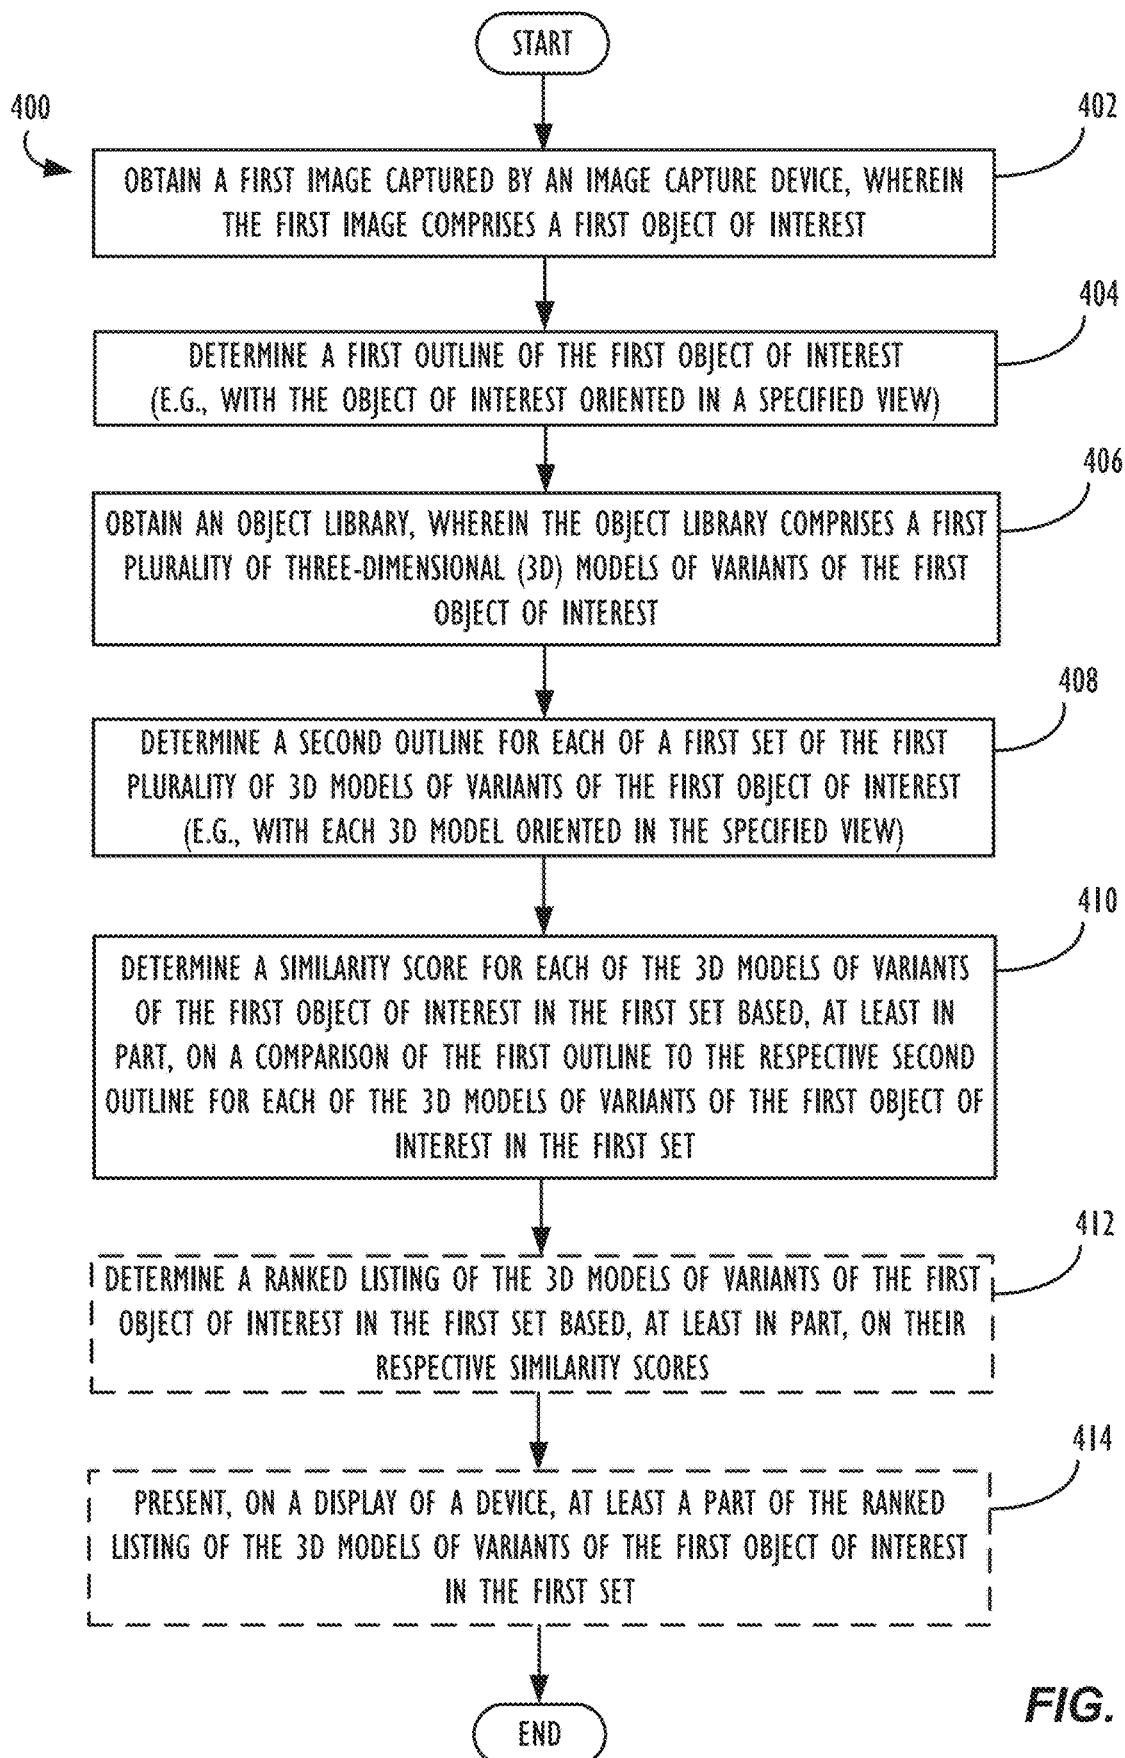 START
400
402
OBTAIN A FIRST IMAGE CAPTURED BY AN IMAGE CAPTURE DEVICE, WHEREIN
THE FIRST IMAGE COMPRISES A FIRST OBJECT OF INTEREST
404
DETERMINE A FIRST OUTLINE OF THE FIRST OBJECT OF INTEREST
(E.G., WITH THE OBJECT OF INTEREST ORIENTED IN A SPECIFIED VIEW)
406
OBTAIN AN OBJECT LIBRARY, WHEREIN THE OBJECT LIBRARY COMPRISES A FIRST
PLURALITY OF THREE-DIMENSIONAL (3D) MODELS OF VARIANTS OF THE FIRST
OBJECT OF INTEREST
408
DETERMINE A SECOND OUTLINE FOR EACH OF A FIRST SET OF THE FIRST
PLURALITY OF 3D MODELS OF VARIANTS OF THE FIRST OBJECT OF INTEREST
(E.G., WITH EACH 3D MODEL ORIENTED IN THE SPECIFIED VIEW)
410
DETERMINE A SIMILARITY SCORE FOR EACH OF THE 3D MODELS OF VARIANTS
OF THE FIRST OBJECT OF INTEREST IN THE FIRST SET BASED, AT LEAST IN
PART, ON A COMPARISON OF THE FIRST OUTLINE TO THE RESPECTIVE SECOND
OUTLINE FOR EACH OF THE 3D MODELS OF VARIANTS OF THE FIRST OBJECT OF
INTEREST IN THE FIRST SET
412
DETERMINE A RANKED LISTING OF THE 3D MODELS OF VARIANTS OF THE FIRST
OBJECT OF INTEREST IN THE FIRST SET BASED, AT LEAST IN PART, ON THEIR
RESPECTIVE SIMILARITY SCORES
414
PRESENT, ON A DISPLAY OF A DEVICE, AT LEAST A PART OF THE RANKED
LISTING OF THE 3D MODELS OF VARIANTS OF THE FIRST OBJECT OF INTEREST
IN THE FIRST SET
END
FIG.